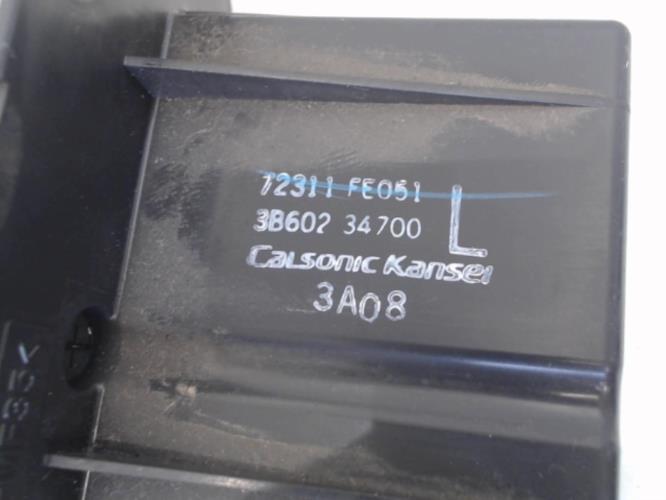 72311 FE051
3B602 34700 L
CALSONIC KANSEI
3A08